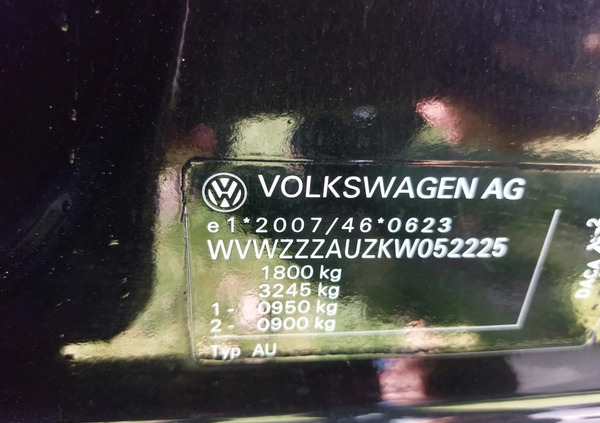 VOLKSWAGEN AG
e1*2007/46*0623
WVWZZZAUZKW052225
1800 kg
3245 kg
1 - 0950 kg
2 - 0900 kg
Typ AU
DACA